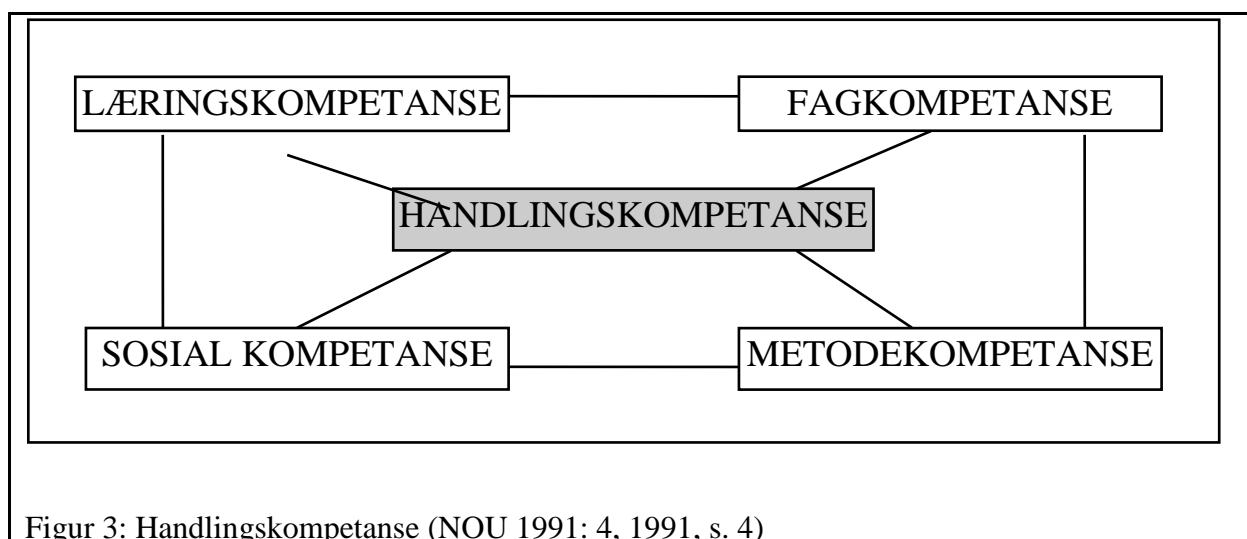 LÆRINGSKOMPETANSE
FAGKOMPETANSE
HANDLINGSKOMPETANSE
SOSIAL KOMPETANSE
METODEKOMPETANSE
Figur 3: Handlingskompetanse (NOU 1991: 4, 1991, s. 4)